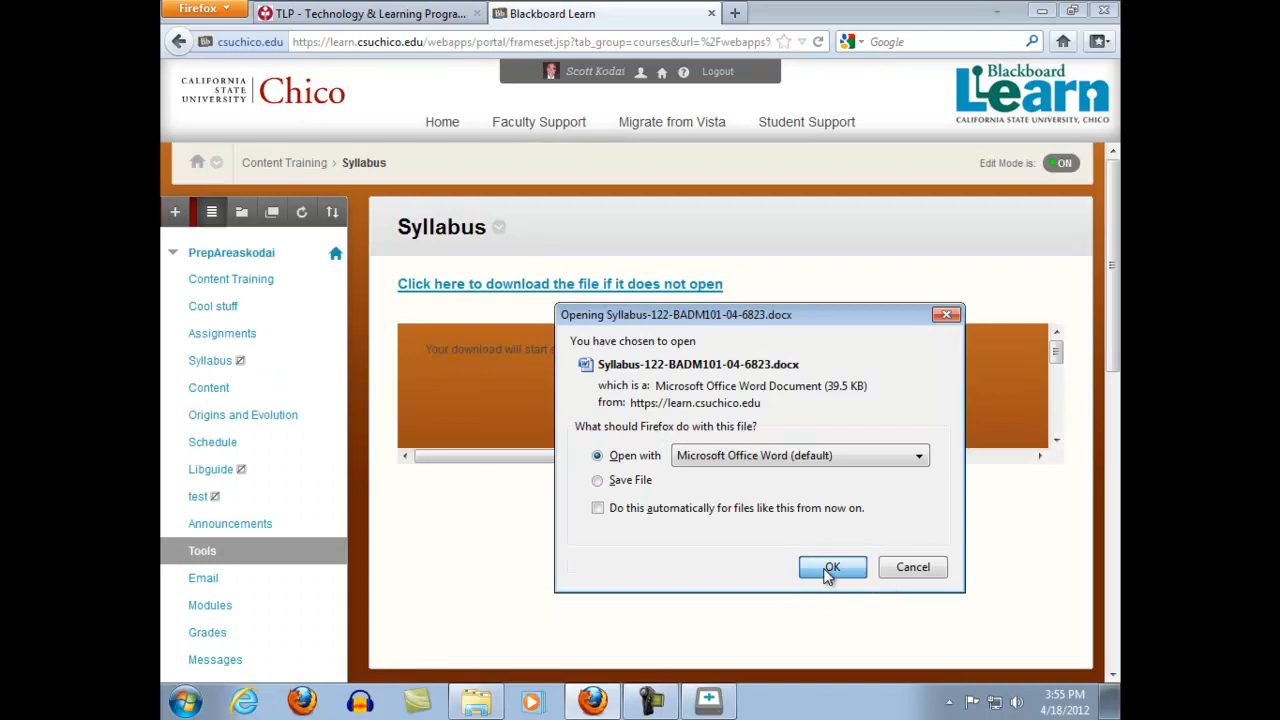 Firefox
TLP - Technology & Learning Progra...
Blackboard Learn
csuchico.edu
https://learn.csuchico.edu/webapps/portal/frameset.jsp?tab_group=courses&url=%2Fwebapps%
Google
CALIFORNIA
STATE
UNIVERSITY
Chico
Scott Kodai
Logout
Blackboard
Learn
CALIFORNIA STATE UNIVERSITY, CHICO
Home
Faculty Support
Migrate from Vista
Student Support
Content Training › Syllabus
Edit Mode is:
ON
PrepAreaskodai
Content Training
Cool stuff
Assignments
Syllabus
Content
Origins and Evolution
Schedule
Libguide
test
Announcements
Tools
Email
Modules
Grades
Messages
Syllabus
Click here to download the file if it does not open
Your download will start s
Opening Syllabus-122-BADM101-04-6823.docx
You have chosen to open
Syllabus-122-BADM101-04-6823.docx
which is a: Microsoft Office Word Document (39.5 KB)
from: https://learn.csuchico.edu
What should Firefox do with this file?
Open with
Microsoft Office Word (default)
Save File
Do this automatically for files like this from now on.
OK
Cancel
3:55 PM
4/18/2012